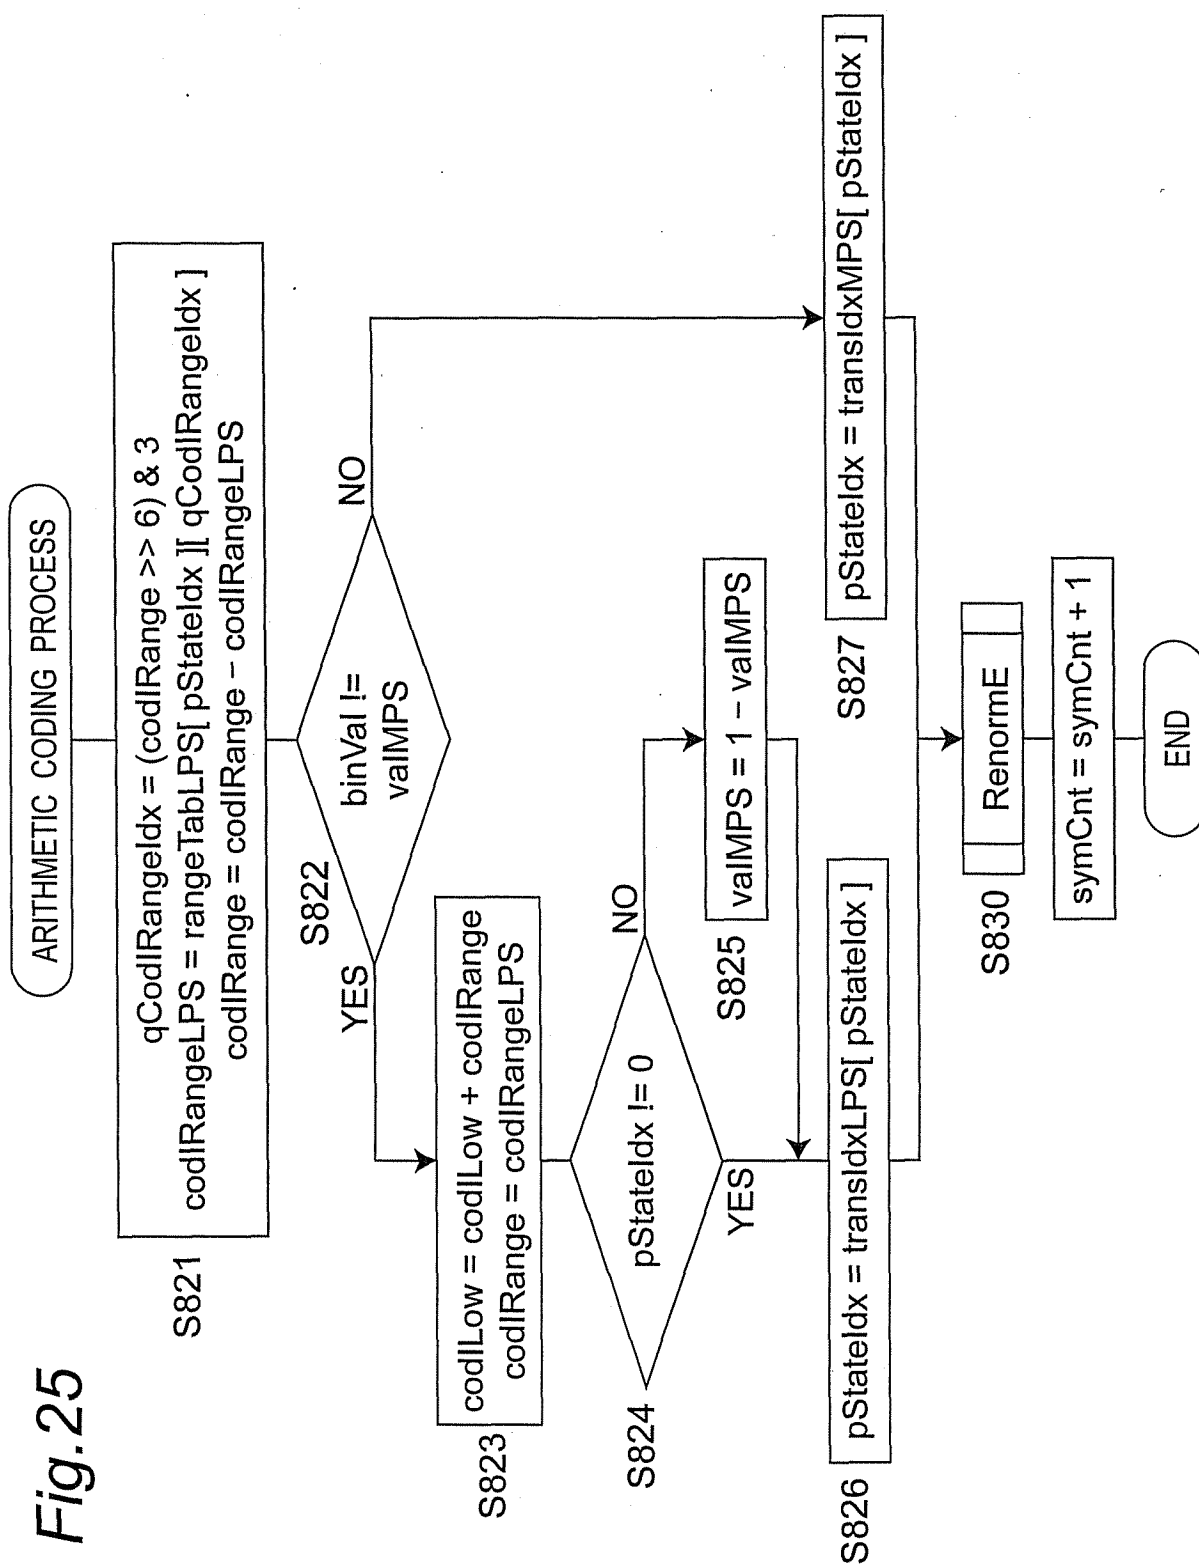 Fig.25
ARITHMETIC CODING PROCESS
S821
qCodIRangeIdx = (codIRange >> 6) & 3
codIRangeLPS = rangeTabLPS[ pStateIdx ][ qCodIRangeIdx ]
codIRange = codIRange – codIRangeLPS
S822
binVal !=
valMPS
YES
NO
S823
codILow = codILow + codIRange
codIRange = codIRangeLPS
S824
pStateIdx != 0
NO
YES
S825
valMPS = 1 – valMPS
S826
pStateIdx = transIdxLPS[ pStateIdx ]
S827
pStateIdx = transIdxMPS[ pStateIdx ]
S830
RenormE
symCnt = symCnt + 1
END